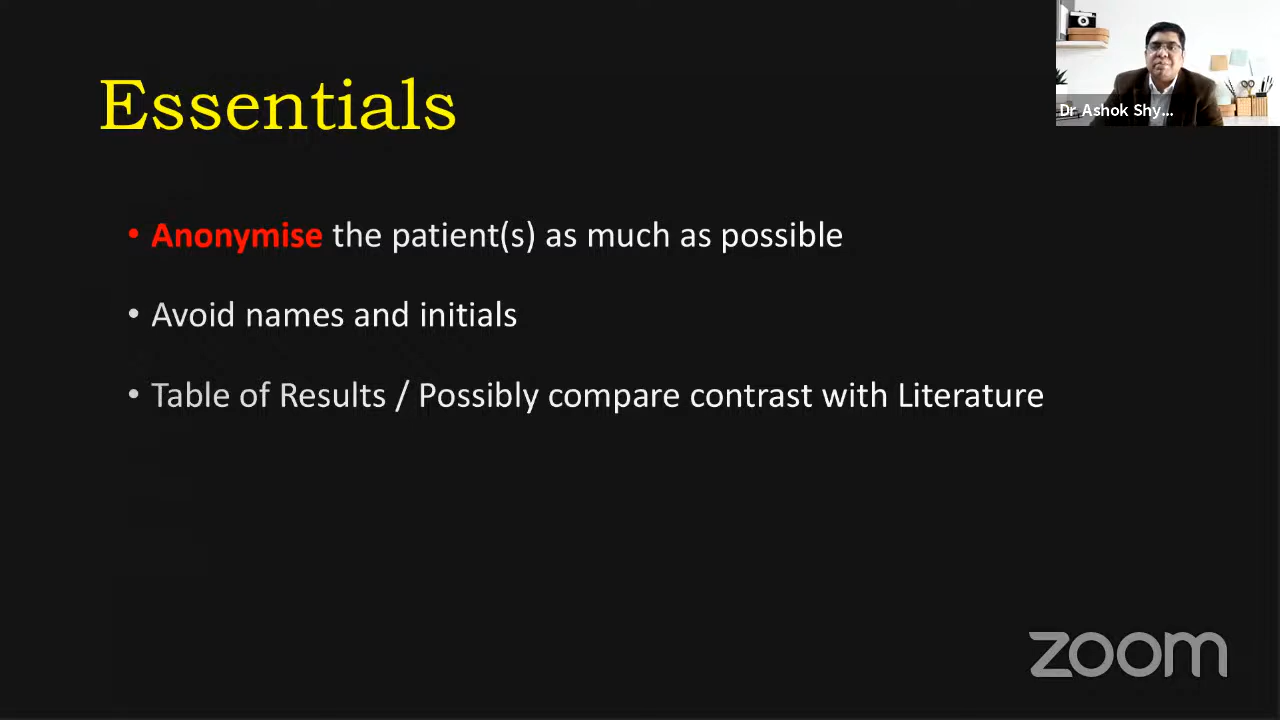 Essentials
Dr Ashok Shy...
• Anonymise the patient(s) as much as possible
• Avoid names and initials
• Table of Results / Possibly compare contrast with Literature
zoom